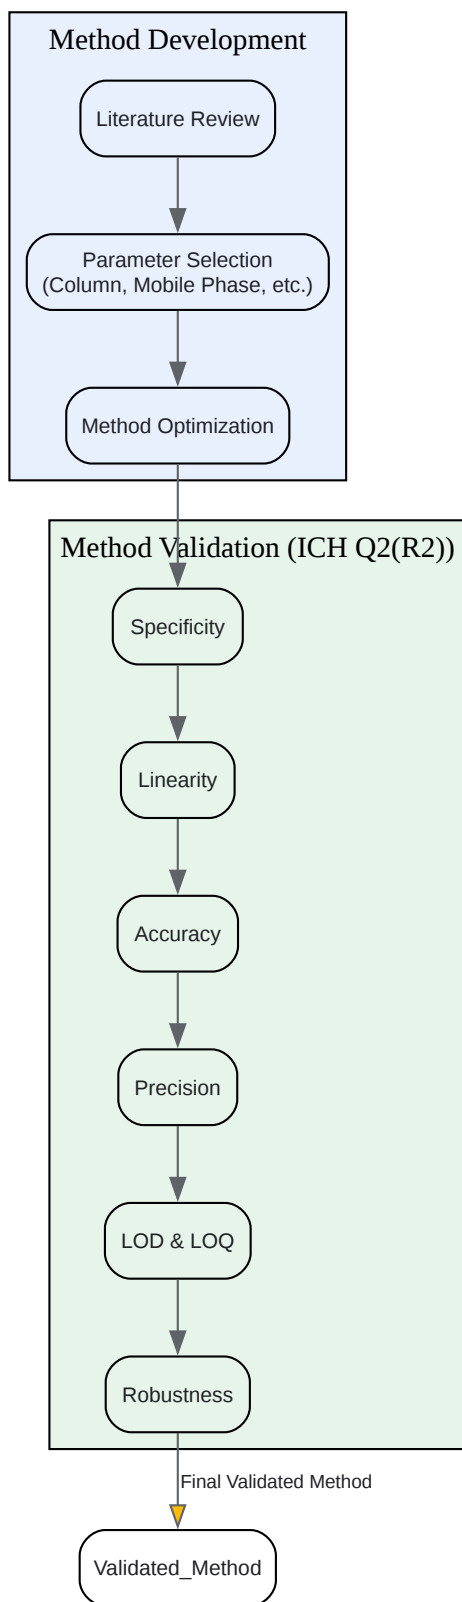 Method Development
Literature Review
Parameter Selection
(Column, Mobile Phase, etc.)
Method Optimization
Method Validation (ICH Q2(R2))
Specificity
Linearity
Accuracy
Precision
LOD & LOQ
Robustness
Final Validated Method
Validated_Method